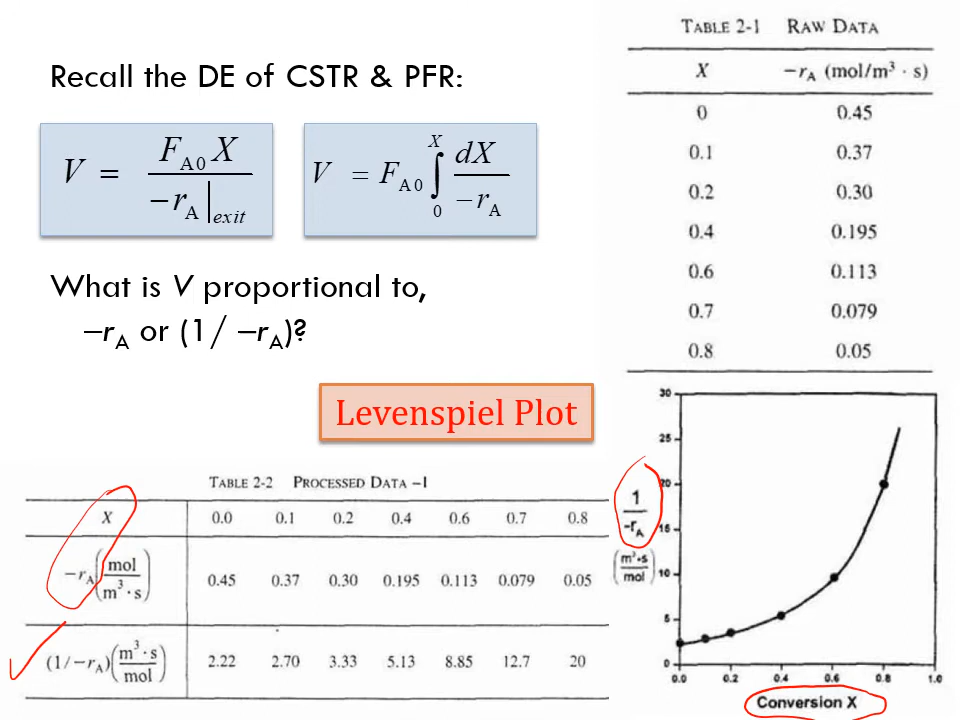 Recall the DE of CSTR & PFR:
V = F_A0 X / −r_A |_exit
V = F_A0 ∫_0^X dX / −r_A
What is V proportional to,
–r_A or (1/ –r_A)?
Levenspiel Plot
TABLE 2-1 RAW DATA
X −r_A (mol/m³ · s)
0 0.45
0.1 0.37
0.2 0.30
0.4 0.195
0.6 0.113
0.7 0.079
0.8 0.05
TABLE 2-2 PROCESSED DATA −1
X 0.0 0.1 0.2 0.4 0.6 0.7 0.8
−r_A (mol / m³ · s) 0.45 0.37 0.30 0.195 0.113 0.079 0.05
(1/−r_A) (m³ · s / mol) 2.22 2.70 3.33 5.13 8.85 12.7 20
30
25
20
15
10
5
0
1 / -r_A
(m³•s / mol)
0.0 0.2 0.4 0.6 0.8 1.0
Conversion X